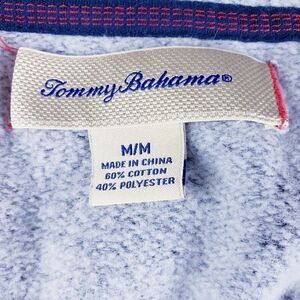 Tommy Bahama®
M/M
MADE IN CHINA
60% COTTON
40% POLYESTER